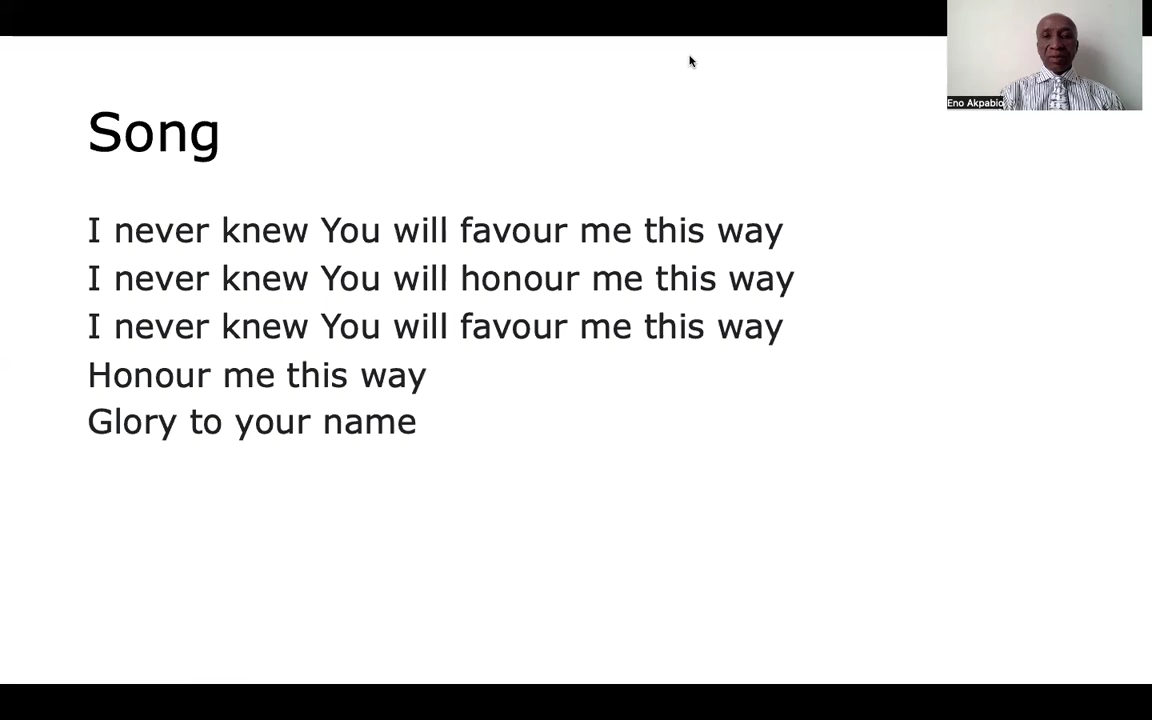 Eno Akpabio
Song
I never knew You will favour me this way
I never knew You will honour me this way
I never knew You will favour me this way
Honour me this way
Glory to your name